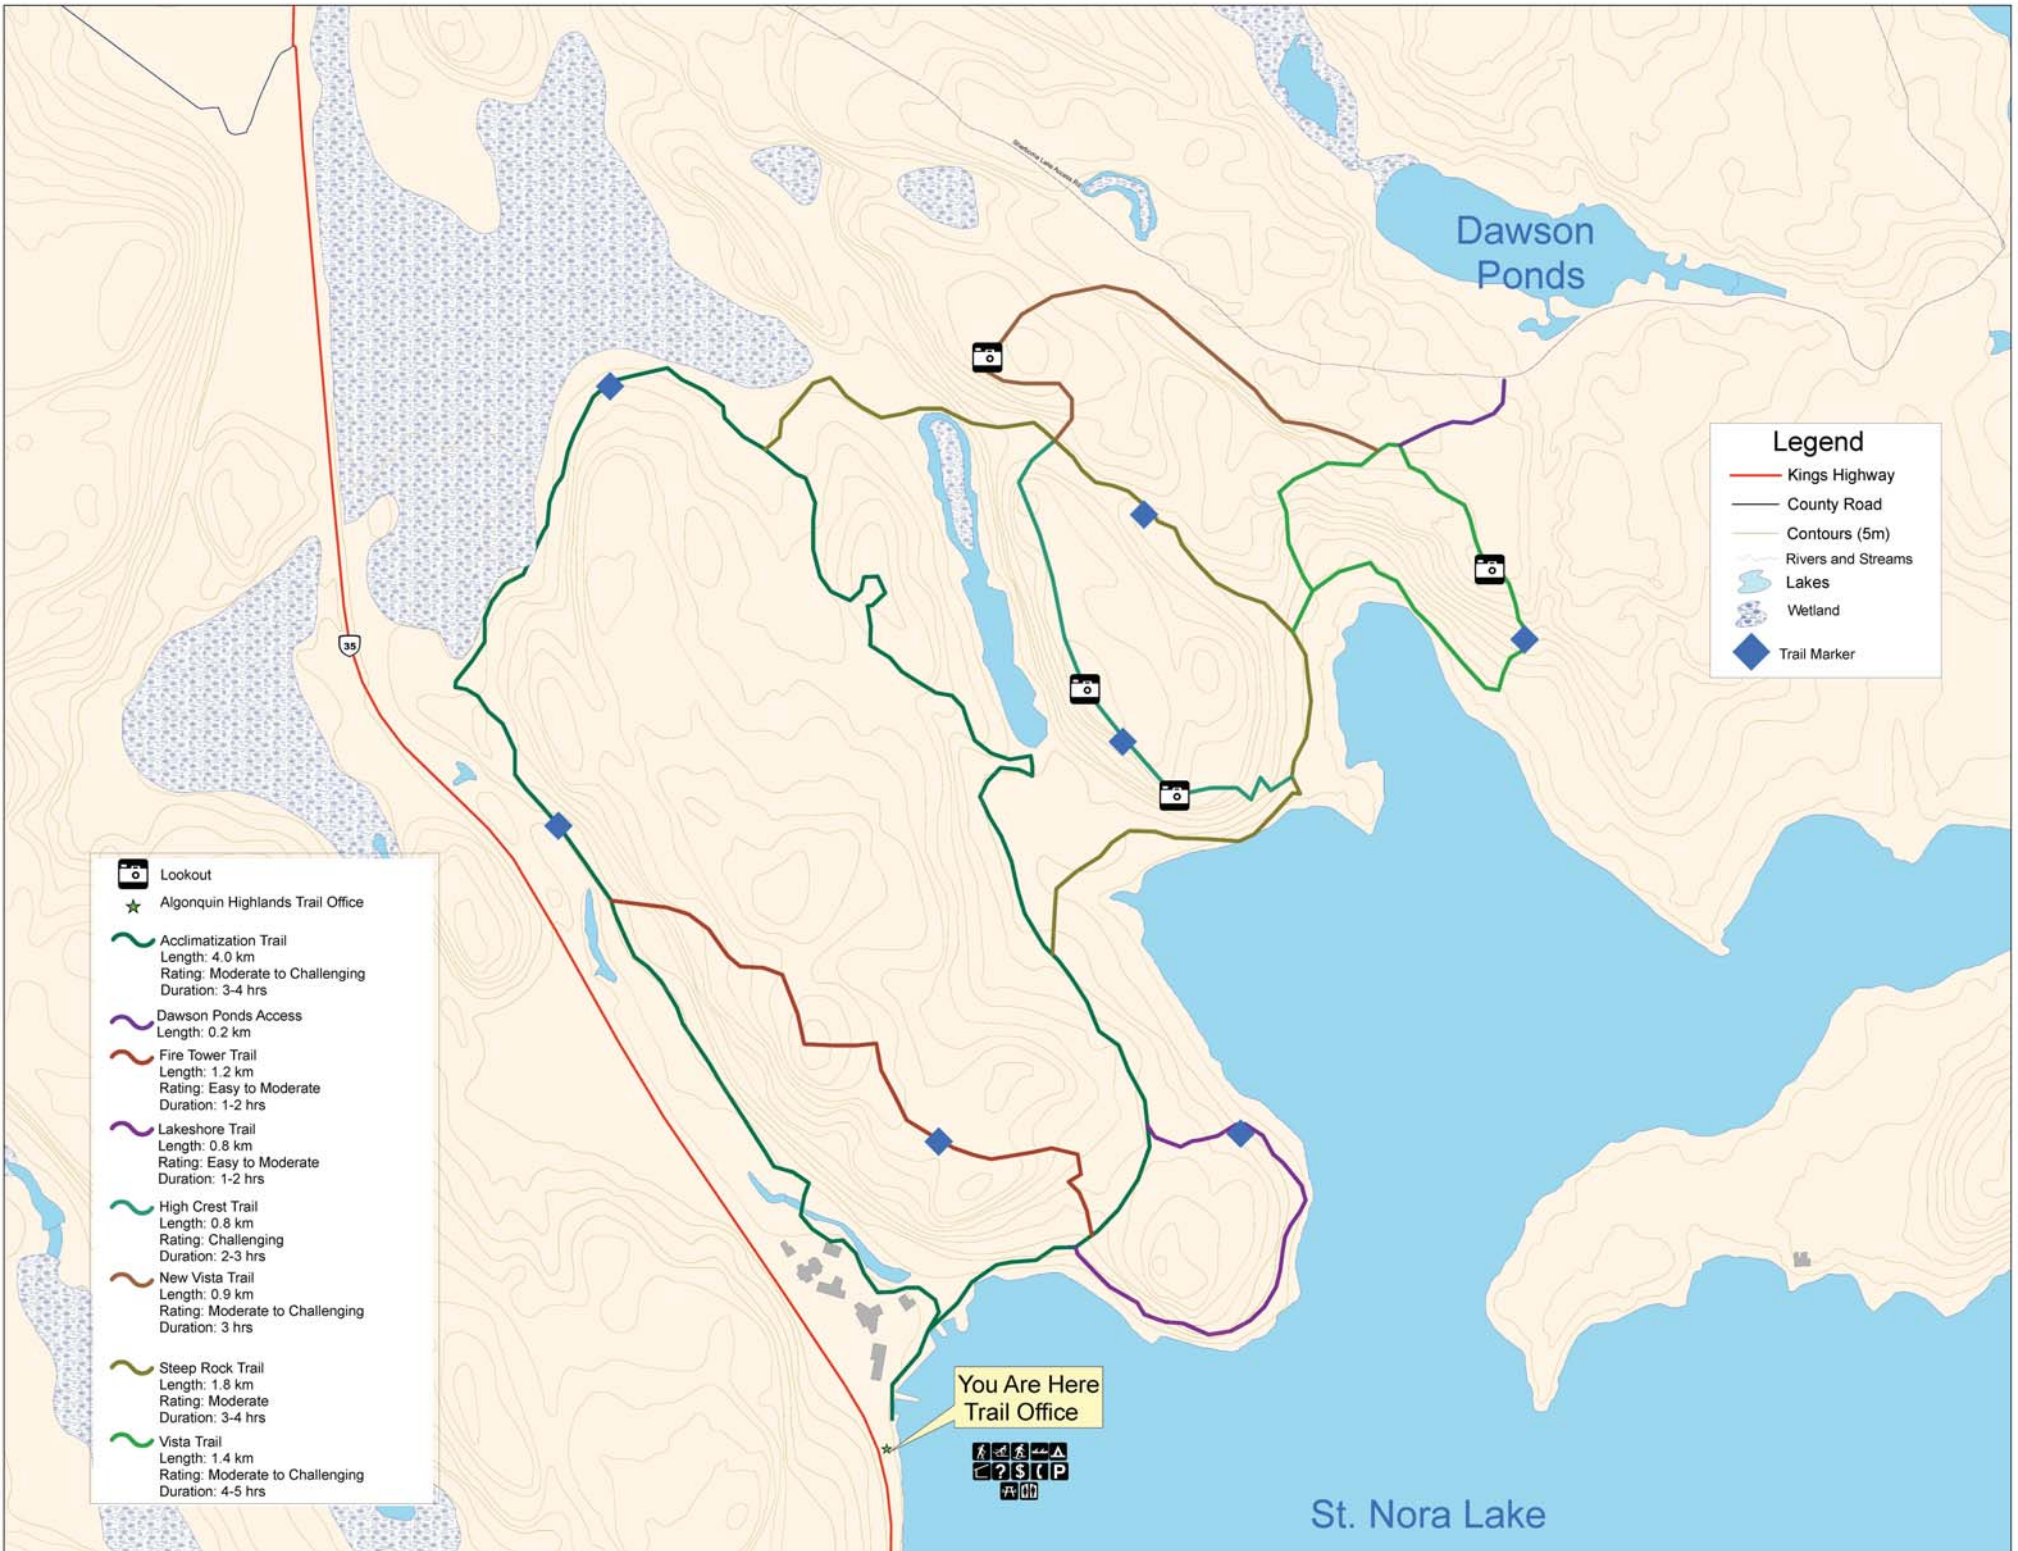 Sherborne Lake Access Rd
Dawson
Ponds
35
Legend
Kings Highway
County Road
Contours (5m)
Rivers and Streams
Lakes
Wetland
Trail Marker
Lookout
Algonquin Highlands Trail Office
Acclimatization Trail
Length: 4.0 km
Rating: Moderate to Challenging
Duration: 3-4 hrs
Dawson Ponds Access
Length: 0.2 km
Fire Tower Trail
Length: 1.2 km
Rating: Easy to Moderate
Duration: 1-2 hrs
Lakeshore Trail
Length: 0.8 km
Rating: Easy to Moderate
Duration: 1-2 hrs
High Crest Trail
Length: 0.8 km
Rating: Challenging
Duration: 2-3 hrs
New Vista Trail
Length: 0.9 km
Rating: Moderate to Challenging
Duration: 3 hrs
Steep Rock Trail
Length: 1.8 km
Rating: Moderate
Duration: 3-4 hrs
Vista Trail
Length: 1.4 km
Rating: Moderate to Challenging
Duration: 4-5 hrs
You Are Here
Trail Office
? $ P
St. Nora Lake